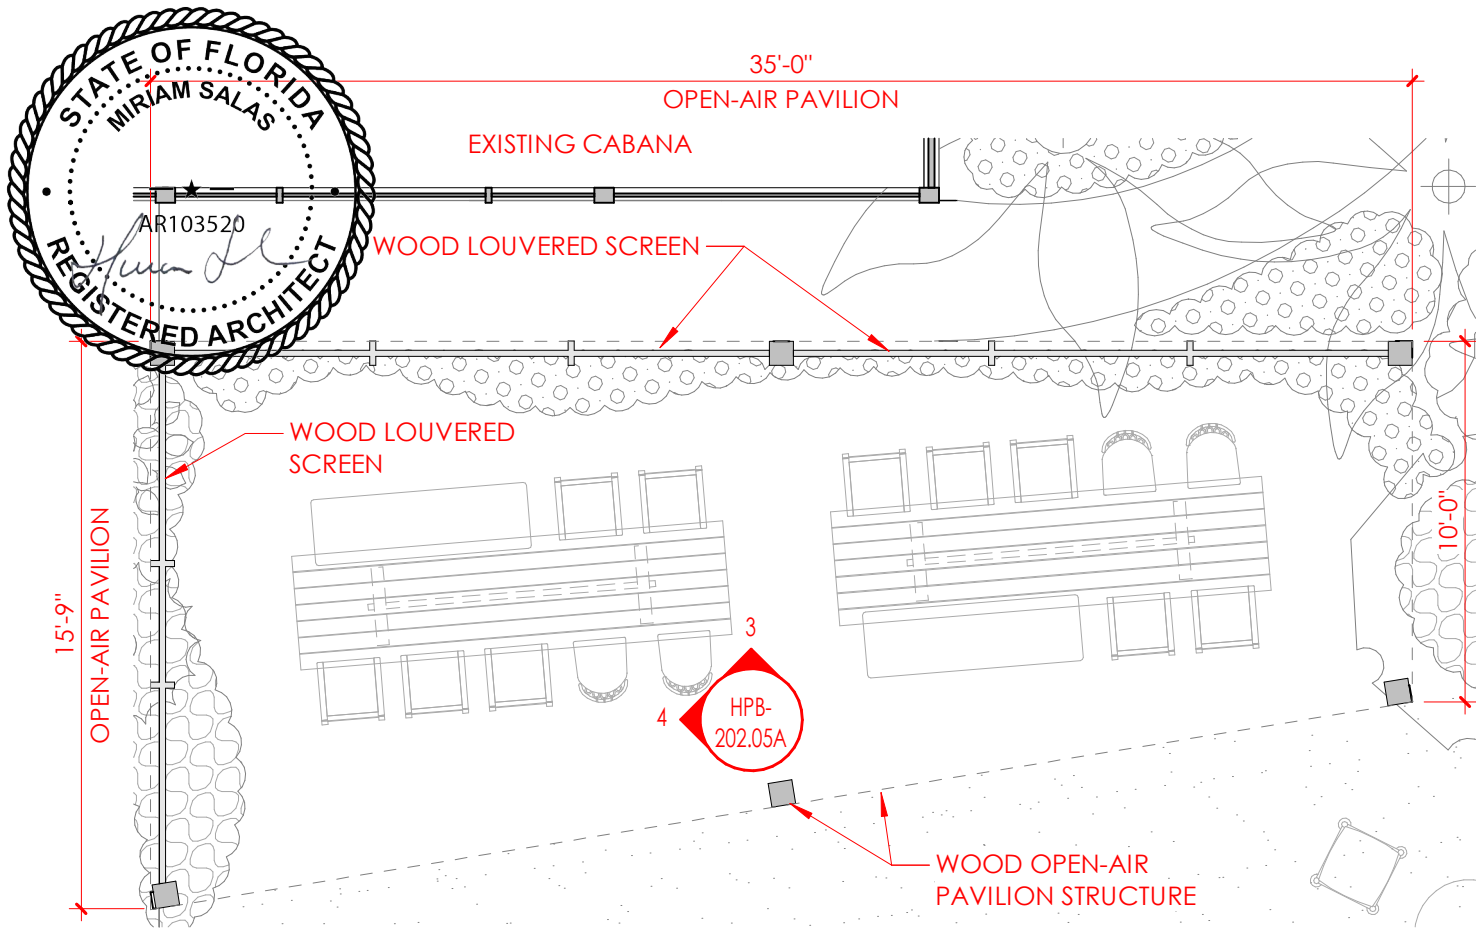 STATE OF FLORIDA
MIRIAM SALAS
AR103520
REGISTERED ARCHITECT
35'-0"
OPEN-AIR PAVILION
EXISTING CABANA
WOOD LOUVERED SCREEN
WOOD LOUVERED
SCREEN
15'-9"
OPEN-AIR PAVILION
10'-0"
3
4
HPB-
202.05A
WOOD OPEN-AIR
PAVILION STRUCTURE